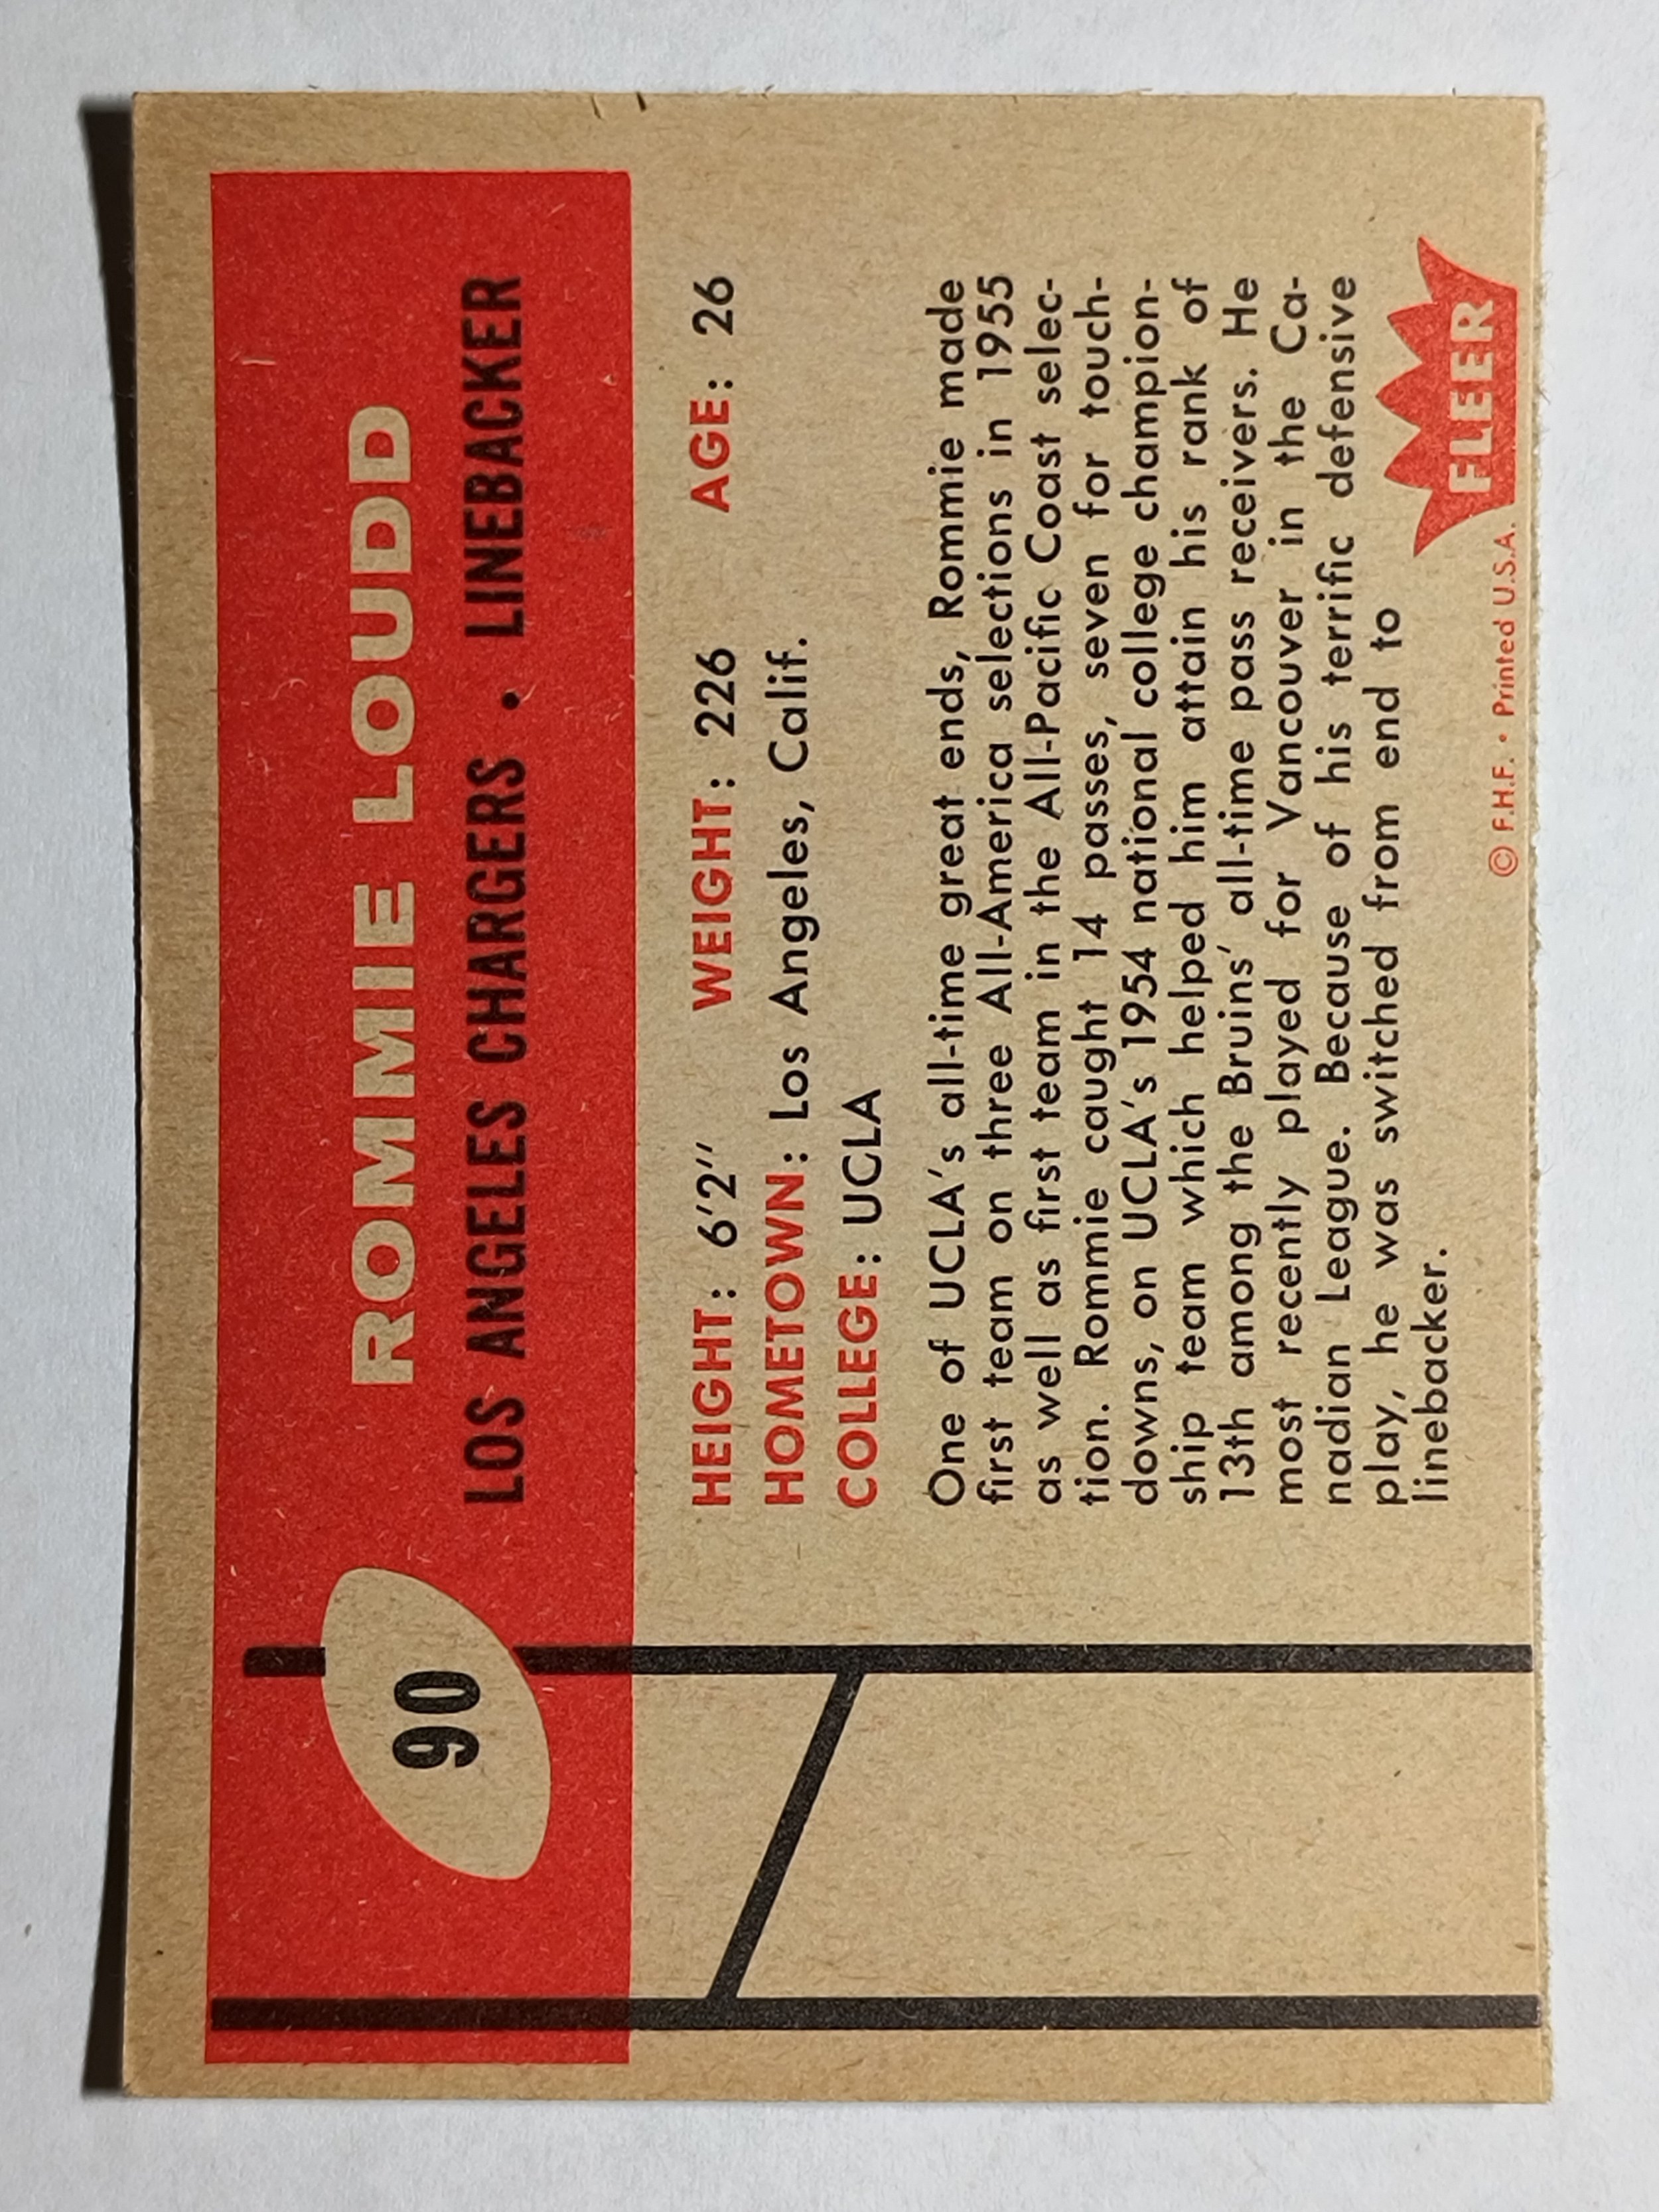 90
ROMMIE LOUDD
LOS ANGELES CHARGERS • LINEBACKER
HEIGHT: 6'2" WEIGHT: 226 AGE: 26
HOMETOWN: Los Angeles, Calif.
COLLEGE: UCLA
One of UCLA's all-time great ends, Rommie made
first team on three All-America selections in 1955
as well as first team in the All-Pacific Coast selec-
tion. Rommie caught 14 passes, seven for touch-
downs, on UCLA's 1954 national college champion-
ship team which helped him attain his rank of
13th among the Bruins' all-time pass receivers. He
most recently played for Vancouver in the Ca-
nadian League. Because of his terrific defensive
play, he was switched from end to
linebacker.
© F.H.F. • Printed U.S.A.
FLEER